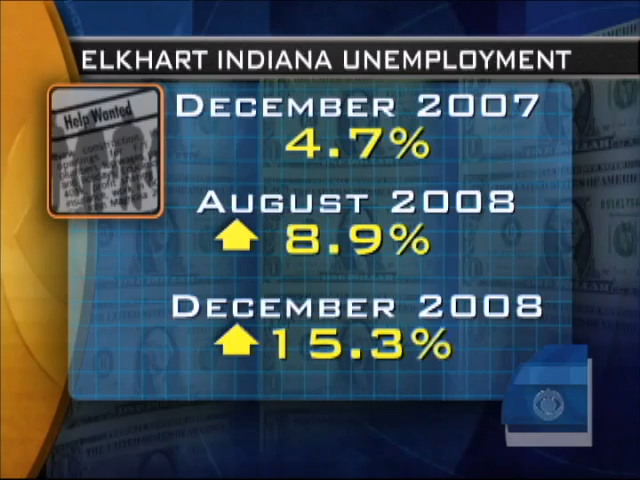 ELKHART INDIANA UNEMPLOYMENT
Help Wanted
DECEMBER 2007
4.7%
AUGUST 2008
8.9%
DECEMBER 2008
15.3%